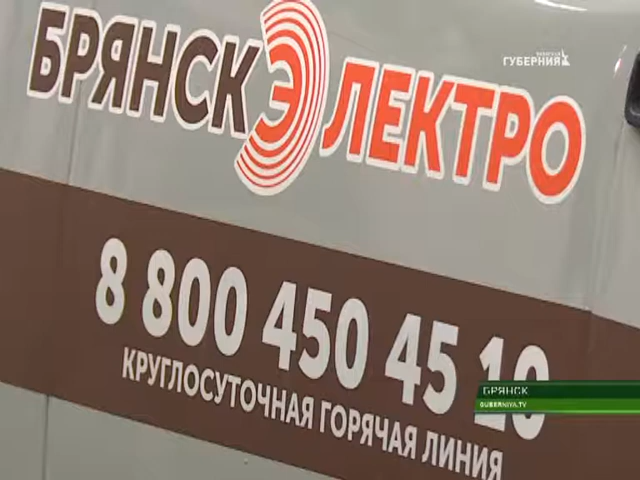 БРЯНСКЭЛЕКТРО
ГУБЕРНИЯ
8 800 450 45 10
КРУГЛОСУТОЧНАЯ ГОРЯЧАЯ ЛИНИЯ
БРЯНСК
GUBERNIYA.TV